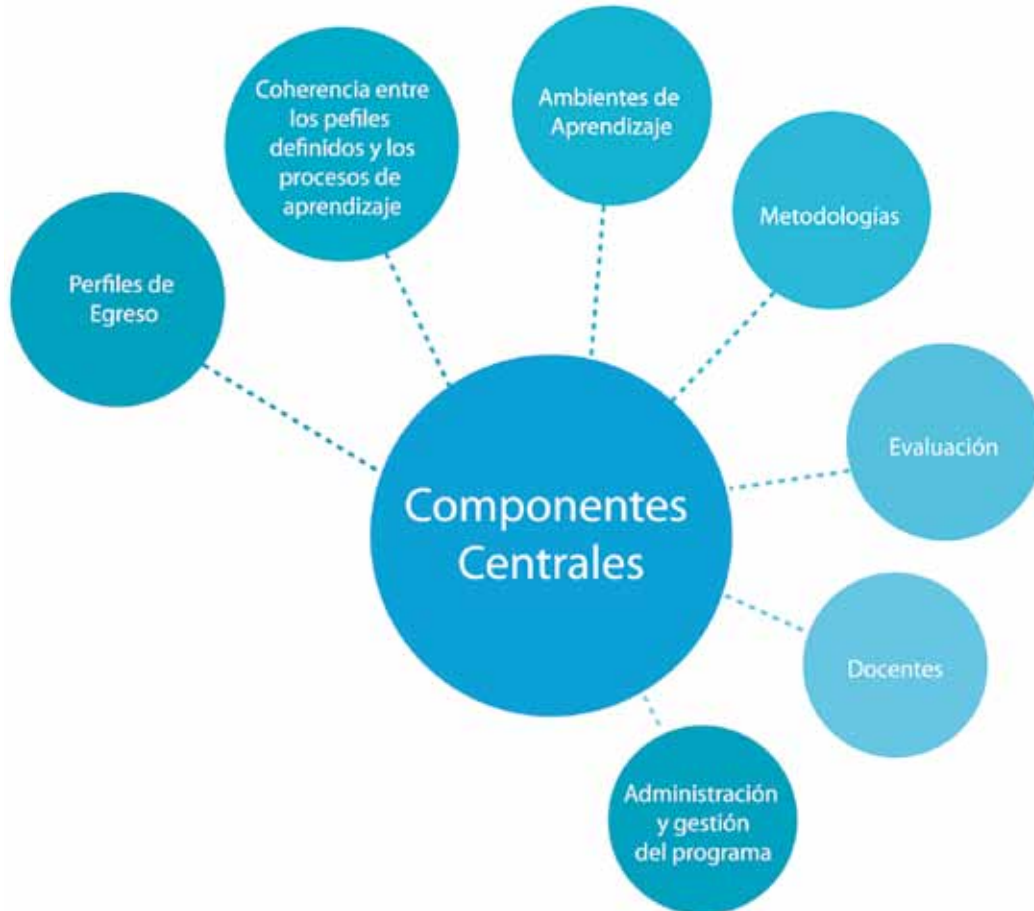 Coherencia entre
los pefiles
definidos y los
procesos de
aprendizaje
Ambientes de
Aprendizaje
Metodologías
Perfiles de
Egreso
Evaluación
Componentes
Centrales
Docentes
Administración
y gestión
del programa